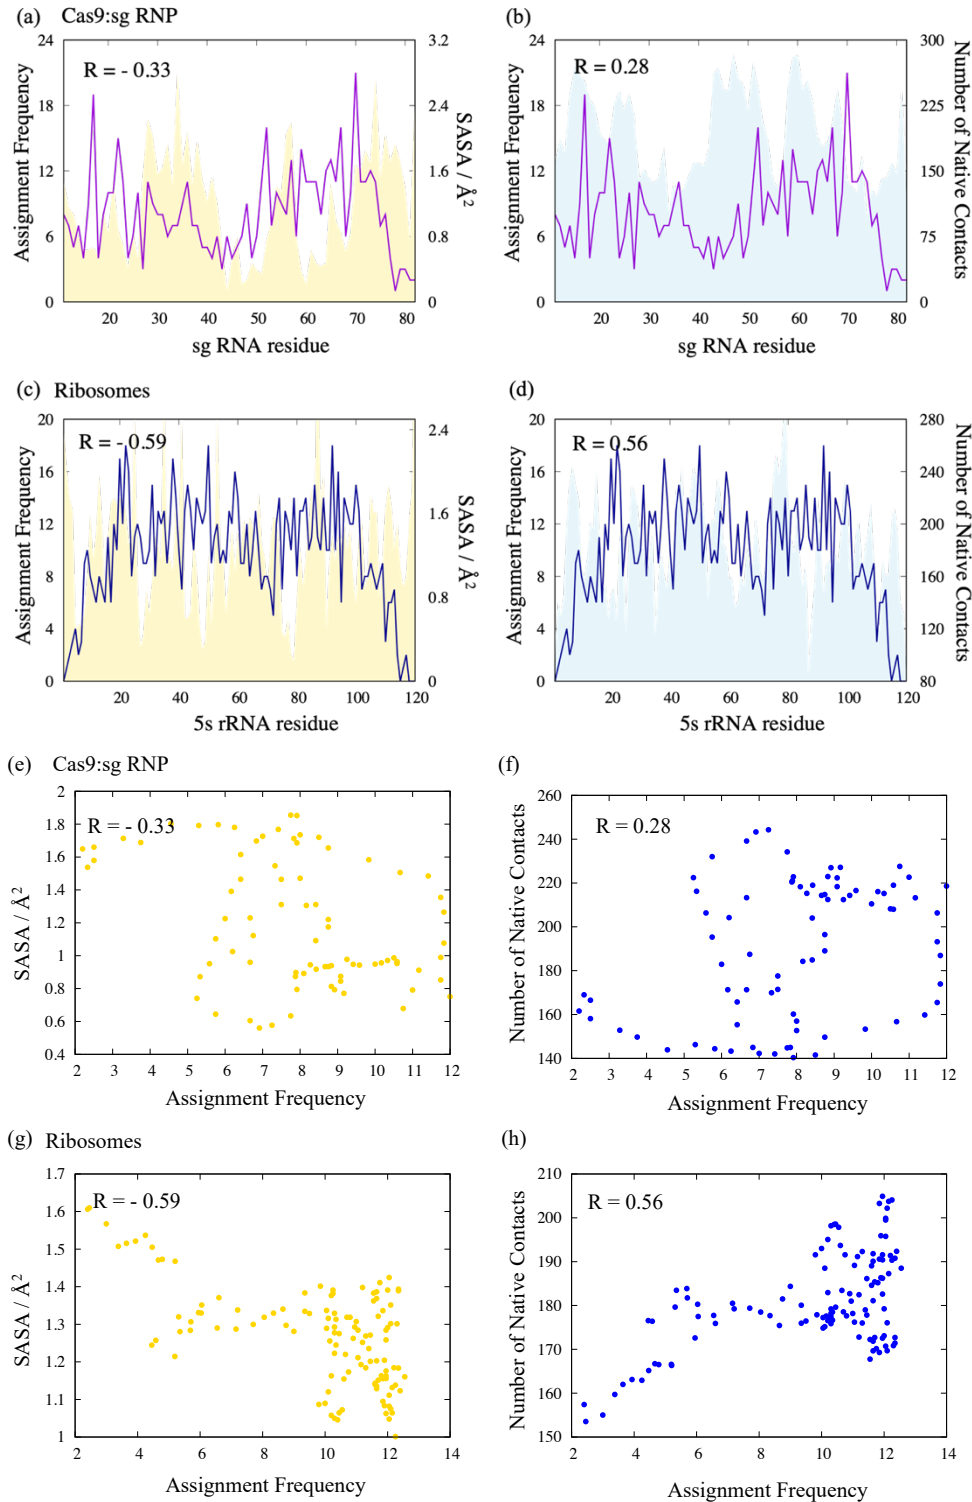 (a) Cas9:sg RNP
(b)
24
18
12
6
0
Assignment Frequency
R = - 0.33
3.2
2.4
1.6
0.8
0
SASA / Å2
20 30 40 50 60 70 80
sg RNA residue
24
18
12
6
0
Assignment Frequency
R = 0.28
300
225
150
75
0
Number of Native Contacts
20 30 40 50 60 70 80
sg RNA residue
(c) Ribosomes
(d)
20
16
12
8
4
0
Assignment Frequency
R = - 0.59
2.4
1.6
0.8
0
SASA / Å2
20 40 60 80 100 120
5s rRNA residue
20
16
12
8
4
0
Assignment Frequency
R = 0.56
280
240
200
160
120
80
Number of Native Contacts
20 40 60 80 100 120
5s rRNA residue
(e) Cas9:sg RNP
(f)
2
1.8
1.6
1.4
1.2
1
0.8
0.6
0.4
SASA / Å2
R = - 0.33
2 3 4 5 6 7 8 9 10 11 12
Assignment Frequency
260
240
220
200
180
160
140
Number of Native Contacts
R = 0.28
2 3 4 5 6 7 8 9 10 11 12
Assignment Frequency
(g) Ribosomes
(h)
1.7
1.6
1.5
1.4
1.3
1.2
1.1
1
SASA / Å2
R = - 0.59
2 4 6 8 10 12 14
Assignment Frequency
210
200
190
180
170
160
150
Number of Native Contacts
R = 0.56
2 4 6 8 10 12 14
Assignment Frequency